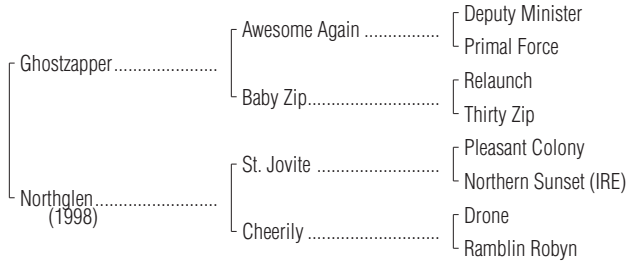 Deputy Minister
Awesome Again ................
Primal Force
Ghostzapper......................
Relaunch
Baby Zip............................
Thirty Zip
Pleasant Colony
St. Jovite ..........................
Northern Sunset (IRE)
Northglen..........................
(1998)
Drone
Cheerily ............................
Ramblin Robyn